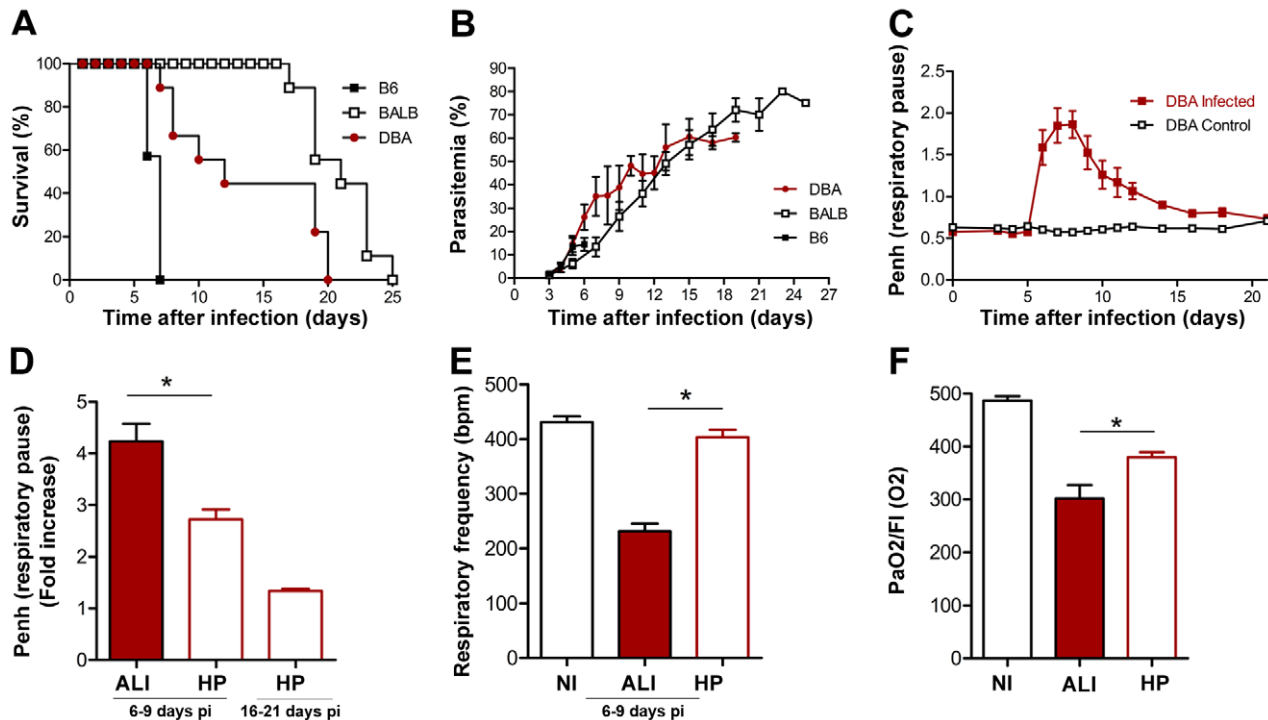 A
Survival (%)
100
80
60
40
20
0
0 5 10 15 20 25
Time after infection (days)
B6
BALB
DBA
B
Parasitemia (%)
90
80
70
60
50
40
30
20
10
0
0 3 6 9 12 15 18 21 24 27
Time after infection (days)
DBA
BALB
B6
C
Penh (respiratory pause)
2.5
2.0
1.5
1.0
0.5
0.0
0 5 10 15 20
Time after infection (days)
DBA Infected
DBA Control
D
Penh (respiratory pause)
(Fold increase)
5
4
3
2
1
0
*
ALI HP HP
6-9 days pi 16-21 days pi
E
Respiratory frequency (bpm)
500
400
300
200
100
0
*
NI ALI HP
6-9 days pi
F
PaO2/FI (O2)
500
400
300
200
100
0
*
NI ALI HP